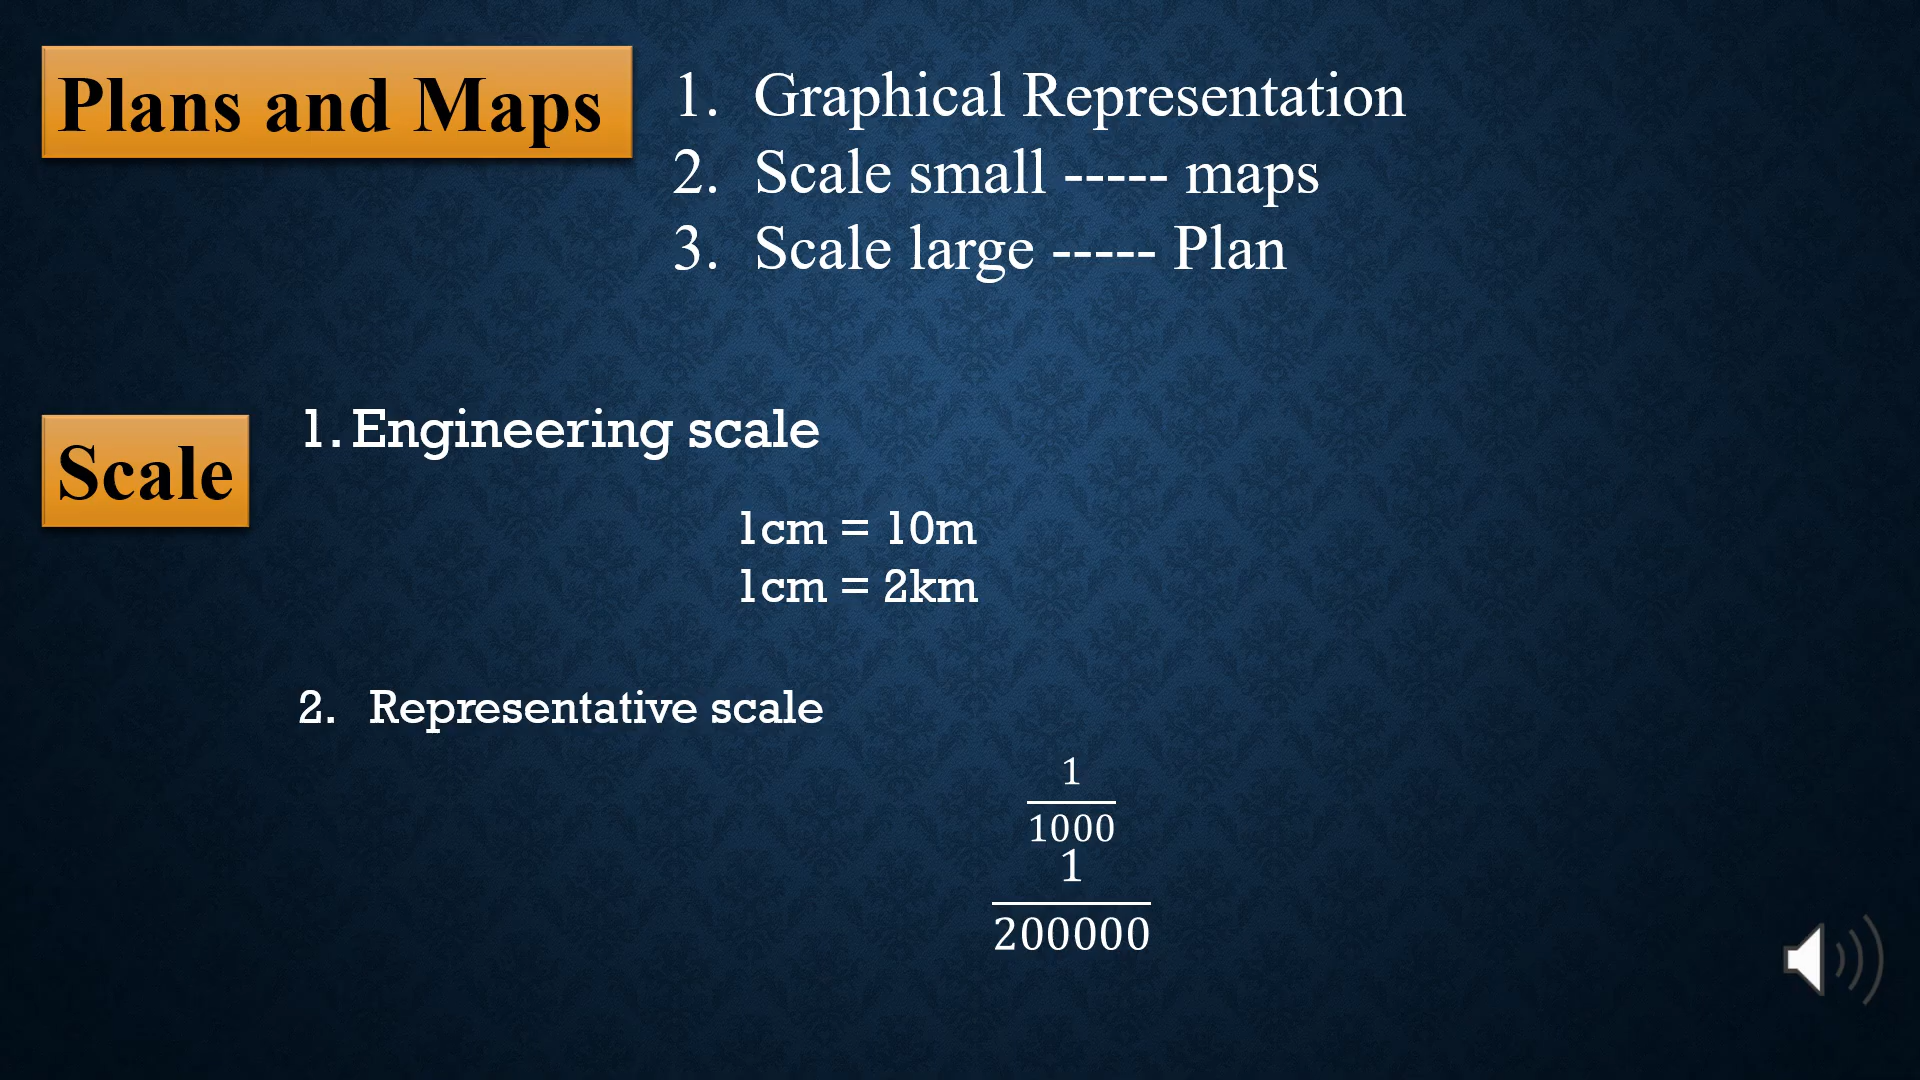 Plans and Maps
1. Graphical Representation
2. Scale small ----- maps
3. Scale large ----- Plan
Scale
1. Engineering scale
1cm = 10m
1cm = 2km
2. Representative scale
1
1000
1
200000